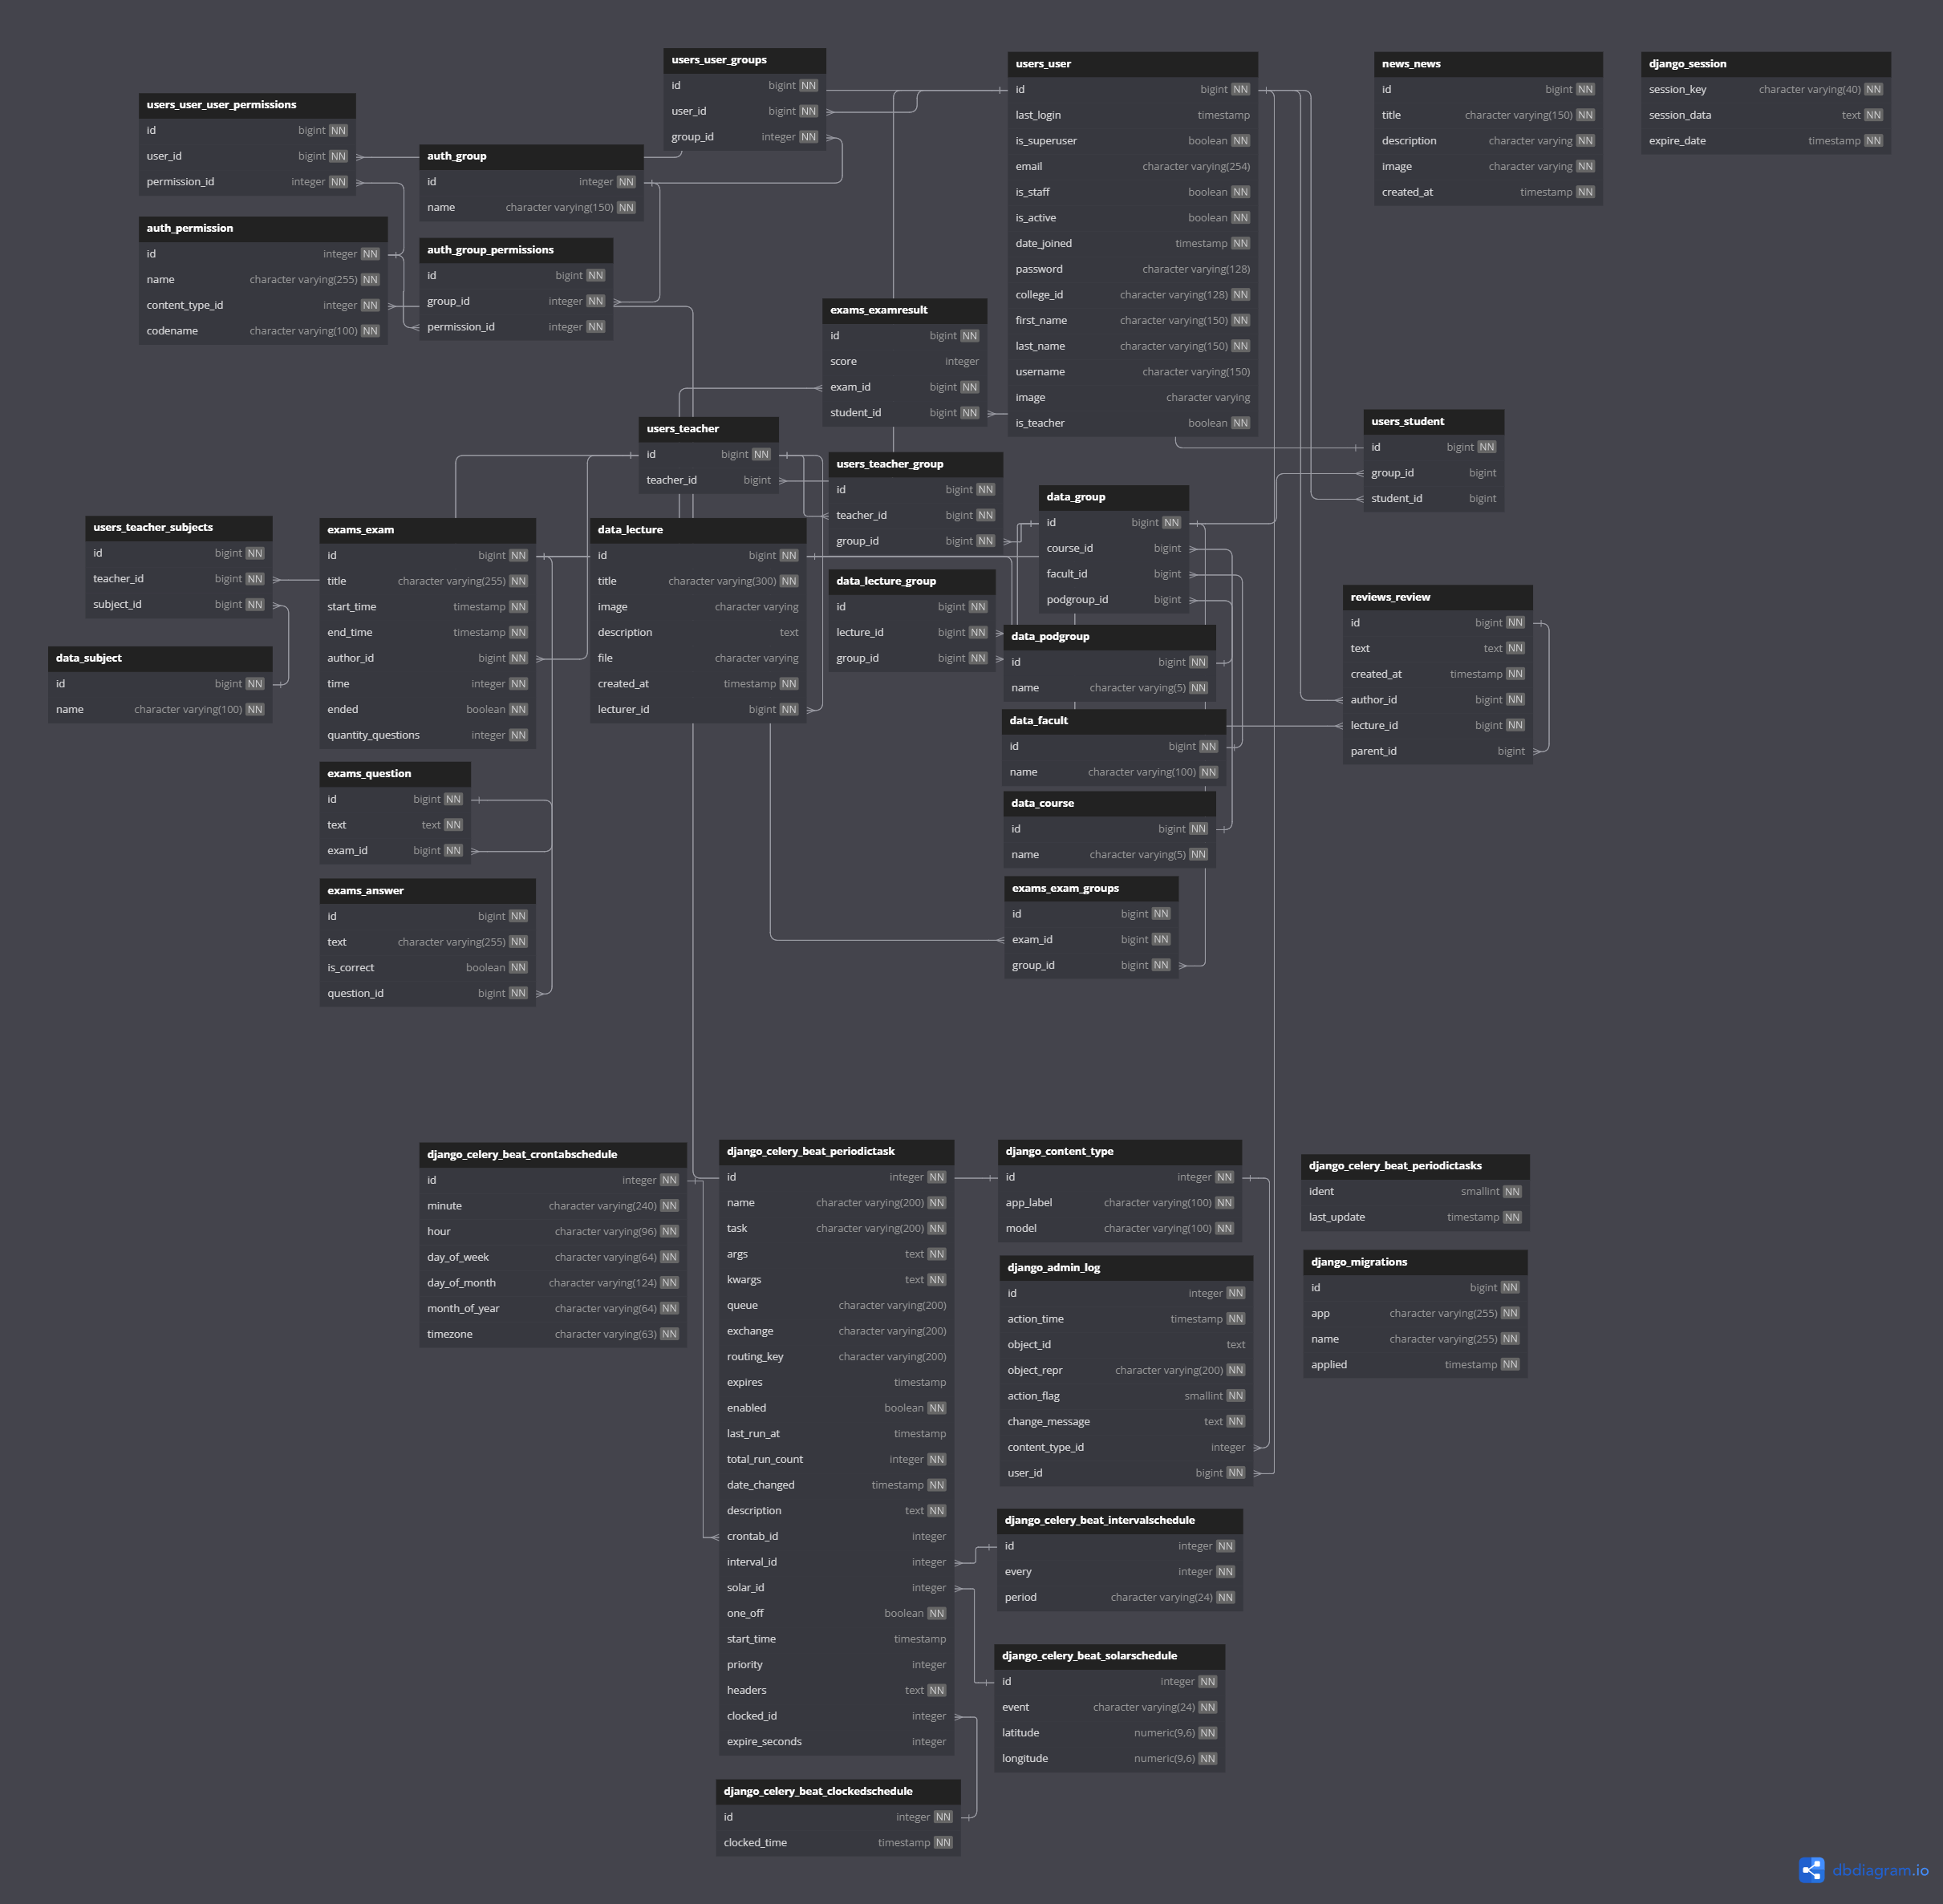 users_user_groups
id bigint NN
user_id bigint NN
group_id integer NN
users_user
id bigint NN
last_login timestamp
is_superuser boolean NN
email character varying(254)
is_staff boolean NN
is_active boolean NN
date_joined timestamp NN
password character varying(128)
college_id character varying(128) NN
first_name character varying(150) NN
last_name character varying(150) NN
username character varying(150)
image character varying
is_teacher boolean NN
news_news
id bigint NN
title character varying(150) NN
description character varying NN
image character varying NN
created_at timestamp NN
django_session
session_key character varying(40) NN
session_data text NN
expire_date timestamp NN
users_user_user_permissions
id bigint NN
user_id bigint NN
permission_id integer NN
auth_group
id integer NN
name character varying(150) NN
auth_permission
id integer NN
name character varying(255) NN
content_type_id integer NN
codename character varying(100) NN
auth_group_permissions
id bigint NN
group_id integer NN
permission_id integer NN
exams_examresult
id bigint NN
score integer
exam_id bigint NN
student_id bigint NN
users_teacher
id bigint NN
teacher_id bigint
users_student
id bigint NN
group_id bigint
student_id bigint
users_teacher_group
id bigint NN
teacher_id bigint NN
group_id bigint NN
data_group
id bigint NN
course_id bigint
facult_id bigint
podgroup_id bigint
users_teacher_subjects
id bigint NN
teacher_id bigint NN
subject_id bigint NN
exams_exam
id bigint NN
title character varying(255) NN
start_time timestamp NN
end_time timestamp NN
author_id bigint NN
time integer NN
ended boolean NN
quantity_questions integer NN
data_lecture
id bigint NN
title character varying(300) NN
image character varying
description text
file character varying
created_at timestamp NN
lecturer_id bigint NN
data_lecture_group
id bigint NN
lecture_id bigint NN
group_id bigint NN
data_podgroup
id bigint NN
name character varying(5) NN
reviews_review
id bigint NN
text text NN
created_at timestamp NN
author_id bigint NN
lecture_id bigint NN
parent_id bigint
data_subject
id bigint NN
name character varying(100) NN
data_facult
id bigint NN
name character varying(100) NN
exams_question
id bigint NN
text text NN
exam_id bigint NN
data_course
id bigint NN
name character varying(5) NN
exams_answer
id bigint NN
text character varying(255) NN
is_correct boolean NN
question_id bigint NN
exams_exam_groups
id bigint NN
exam_id bigint NN
group_id bigint NN
django_celery_beat_crontabschedule
id integer NN
minute character varying(240) NN
hour character varying(96) NN
day_of_week character varying(64) NN
day_of_month character varying(124) NN
month_of_year character varying(64) NN
timezone character varying(63) NN
django_celery_beat_periodictask
id integer NN
name character varying(200) NN
task character varying(200) NN
args text NN
kwargs text NN
queue character varying(200)
exchange character varying(200)
routing_key character varying(200)
expires timestamp
enabled boolean NN
last_run_at timestamp
total_run_count integer NN
date_changed timestamp NN
description text NN
crontab_id integer
interval_id integer
solar_id integer
one_off boolean NN
start_time timestamp
priority integer
headers text NN
clocked_id integer
expire_seconds integer
django_content_type
id integer NN
app_label character varying(100) NN
model character varying(100) NN
django_celery_beat_periodictasks
ident smallint NN
last_update timestamp NN
django_admin_log
id integer NN
action_time timestamp NN
object_id text
object_repr character varying(200) NN
action_flag smallint NN
change_message text NN
content_type_id integer
user_id bigint NN
django_migrations
id bigint NN
app character varying(255) NN
name character varying(255) NN
applied timestamp NN
django_celery_beat_intervalschedule
id integer NN
every integer NN
period character varying(24) NN
django_celery_beat_solarschedule
id integer NN
event character varying(24) NN
latitude numeric(9,6) NN
longitude numeric(9,6) NN
django_celery_beat_clockedschedule
id integer NN
clocked_time timestamp NN
dbdiagram.io